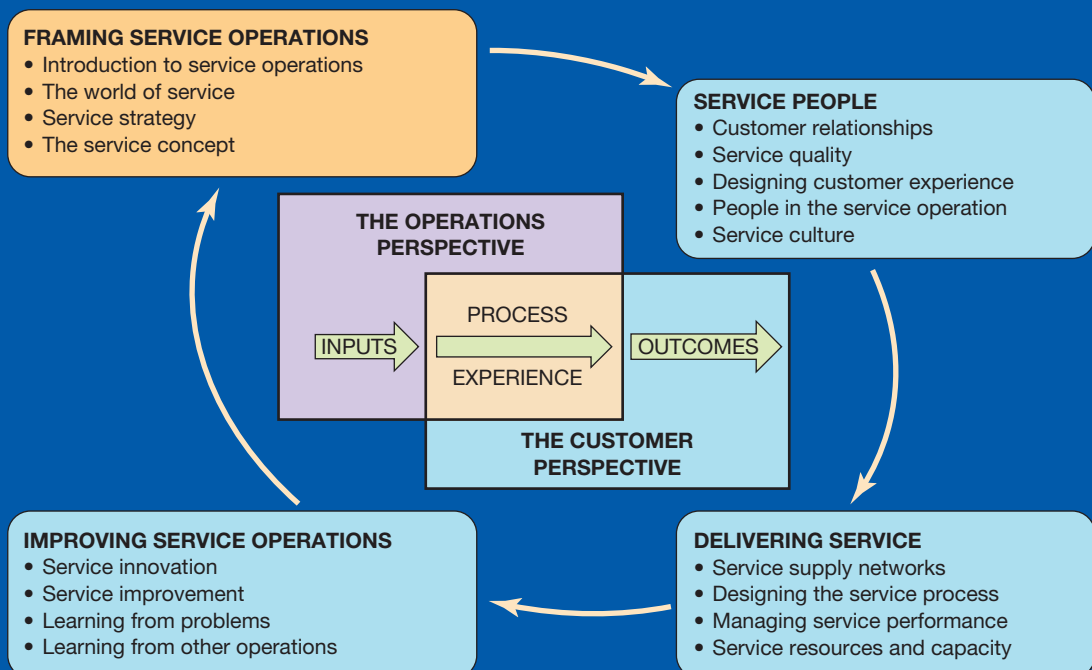 FRAMING SERVICE OPERATIONS
• Introduction to service operations
• The world of service
• Service strategy
• The service concept
SERVICE PEOPLE
• Customer relationships
• Service quality
• Designing customer experience
• People in the service operation
• Service culture
THE OPERATIONS
PERSPECTIVE
INPUTS
PROCESS
EXPERIENCE
OUTCOMES
THE CUSTOMER
PERSPECTIVE
IMPROVING SERVICE OPERATIONS
• Service innovation
• Service improvement
• Learning from problems
• Learning from other operations
DELIVERING SERVICE
• Service supply networks
• Designing the service process
• Managing service performance
• Service resources and capacity